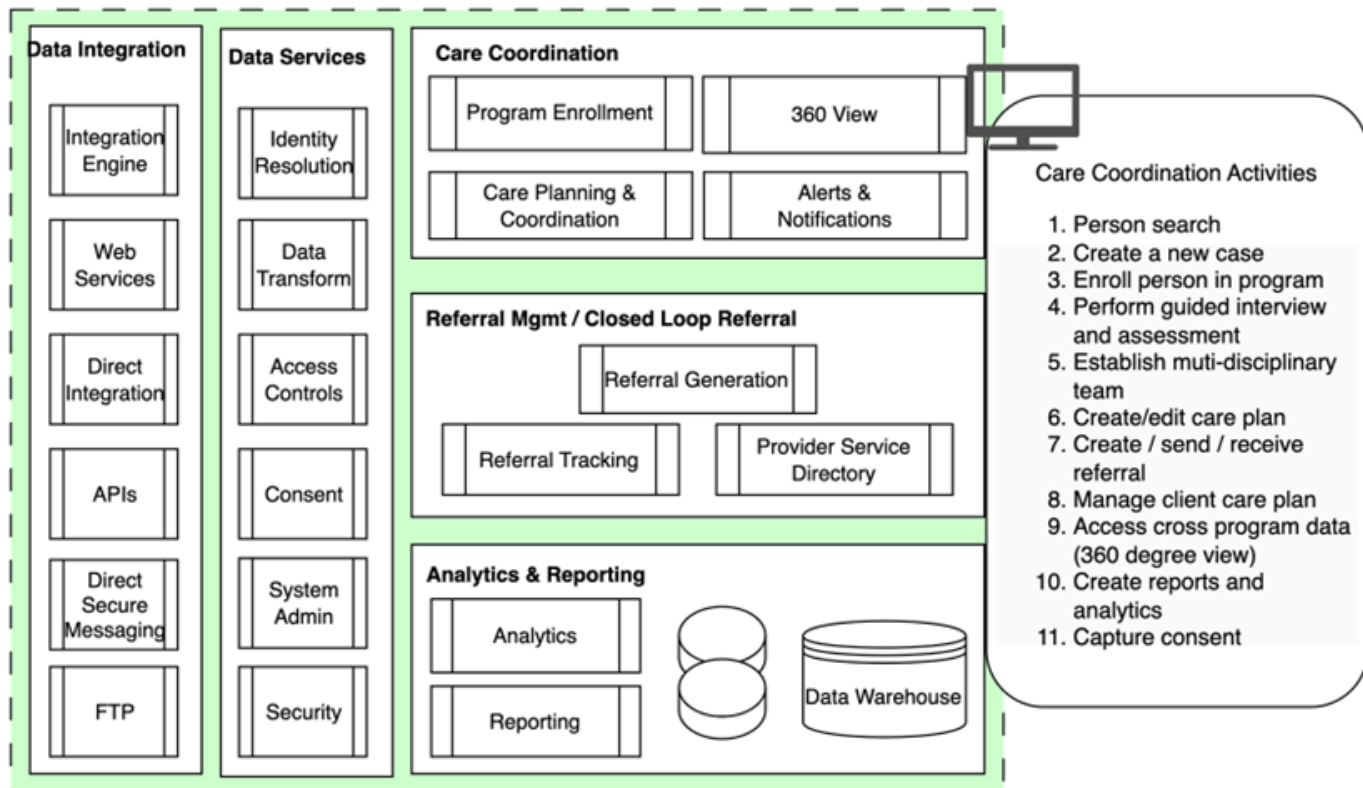 Data Integration
Integration
Engine
Web
Services
Direct
Integration
APIs
Direct
Secure
Messaging
FTP
Data Services
Identity
Resolution
Data
Transform
Access
Controls
Consent
System
Admin
Security
Care Coordination
Program Enrollment
360 View
Care Planning &
Coordination
Alerts &
Notifications
Referral Mgmt / Closed Loop Referral
Referral Generation
Referral Tracking
Provider Service
Directory
Analytics & Reporting
Analytics
Reporting
Data Warehouse
Care Coordination Activities
1. Person search
2. Create a new case
3. Enroll person in program
4. Perform guided interview
and assessment
5. Establish muti-disciplinary
team
6. Create/edit care plan
7. Create / send / receive
referral
8. Manage client care plan
9. Access cross program data
(360 degree view)
10. Create reports and
analytics
11. Capture consent